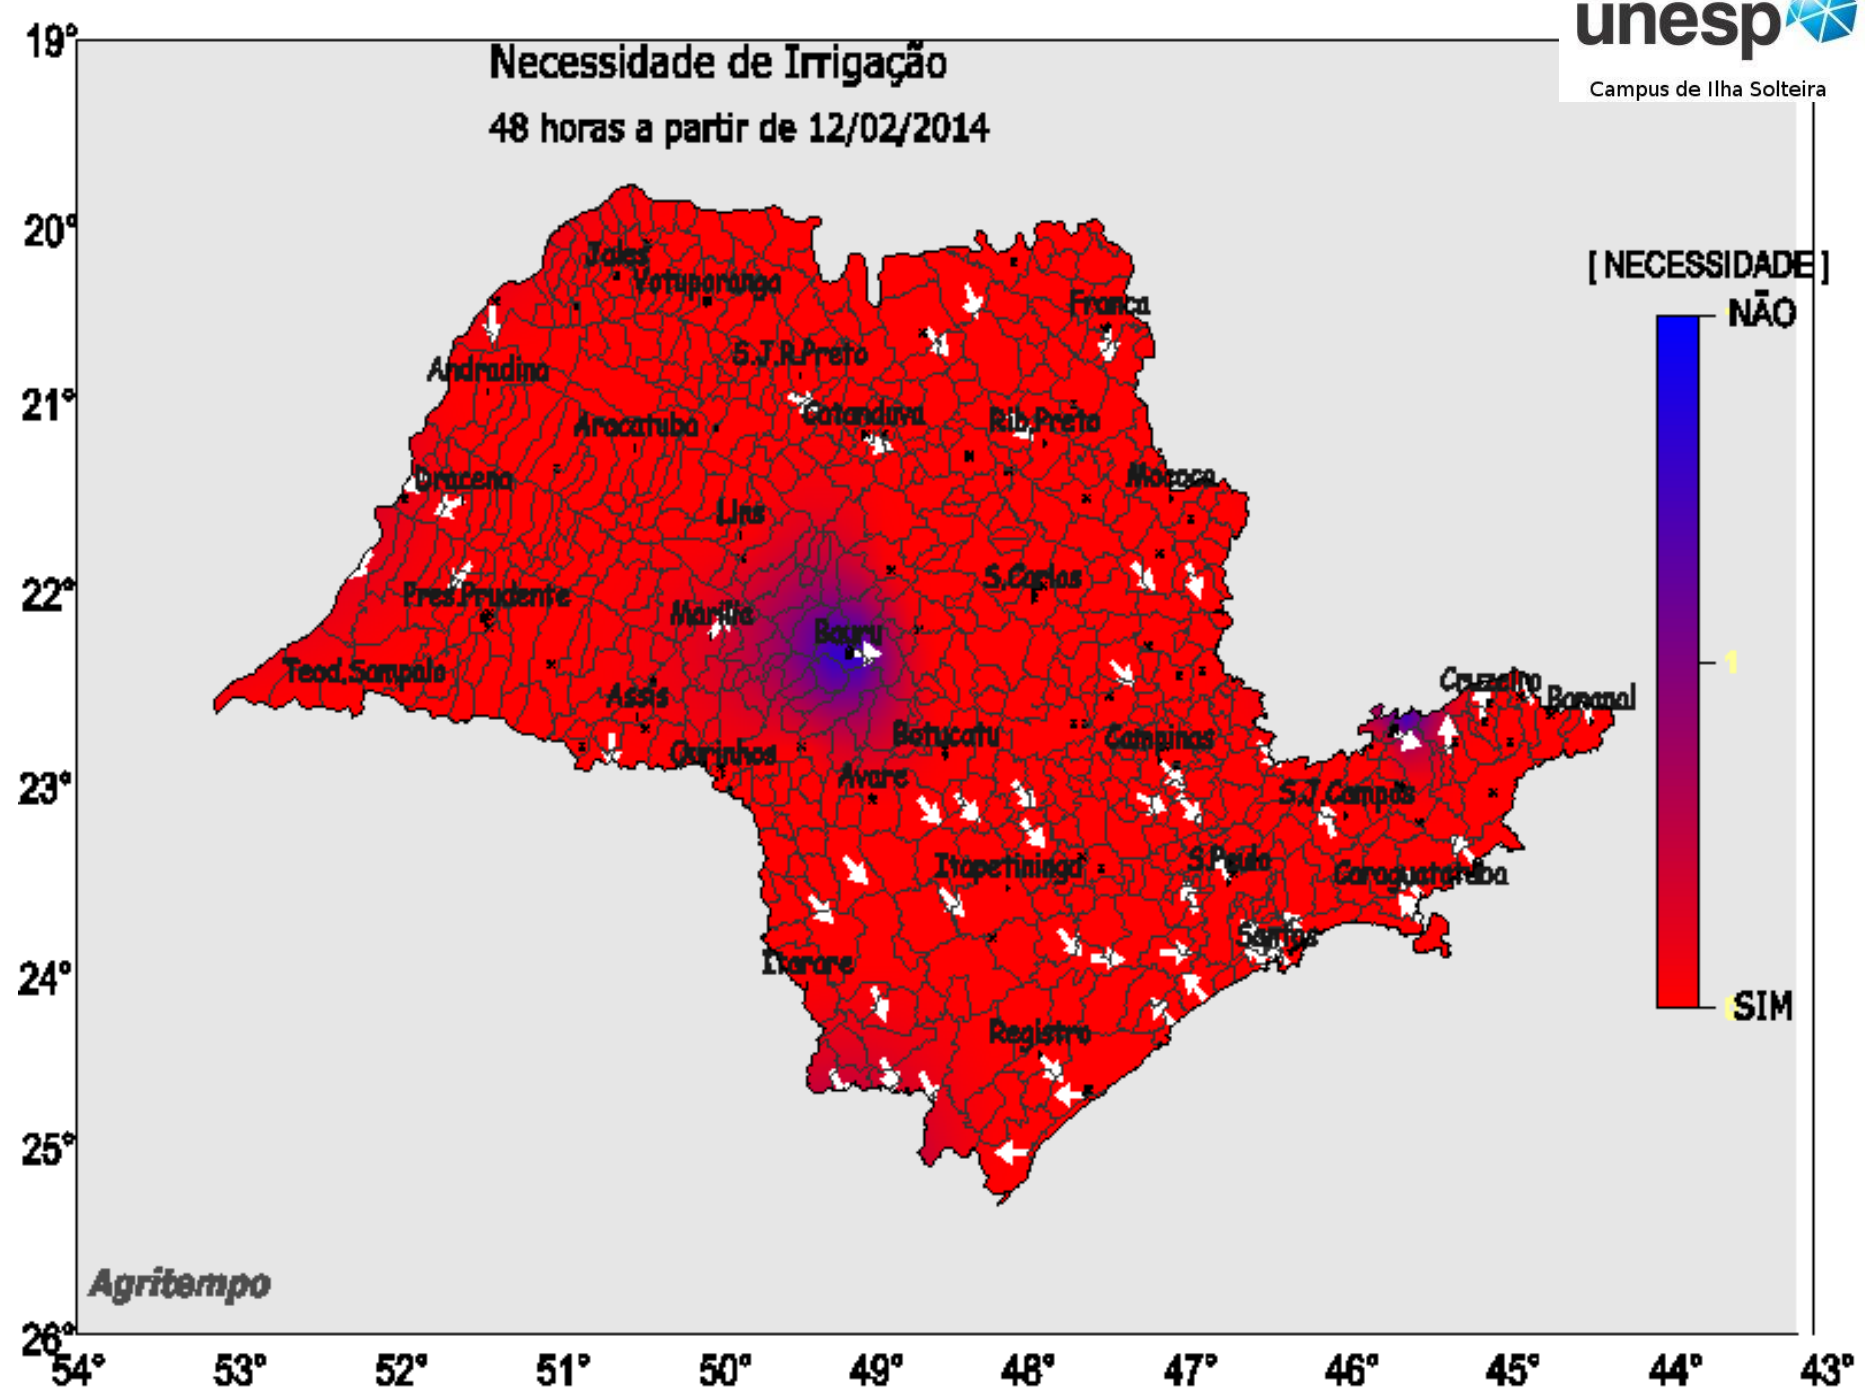 unesp
Campus de Ilha Solteira
Necessidade de Irrigação
48 horas a partir de 12/02/2014
19°
20°
21°
22°
23°
24°
25°
26°
[ NECESSIDADE ]
NÃO
1
SIM
Jales
Votuporanga
Franca
S.J.R.Preto
Andradina
Catanduva
Rib.Preto
Aracatuba
Mococa
Dracena
Lins
S.Carlos
Pres.Prudente
Marilia
Bauru
Teod.Sampaio
Cruzeiro
Bananal
Assis
Botucatu
Campinas
Ourinhos
Avare
S.J.Campos
Itapetininga
S.Paulo
Caraguatatuba
Santos
Itarare
Registro
Agritempo
54° 53° 52° 51° 50° 49° 48° 47° 46° 45° 44° 43°